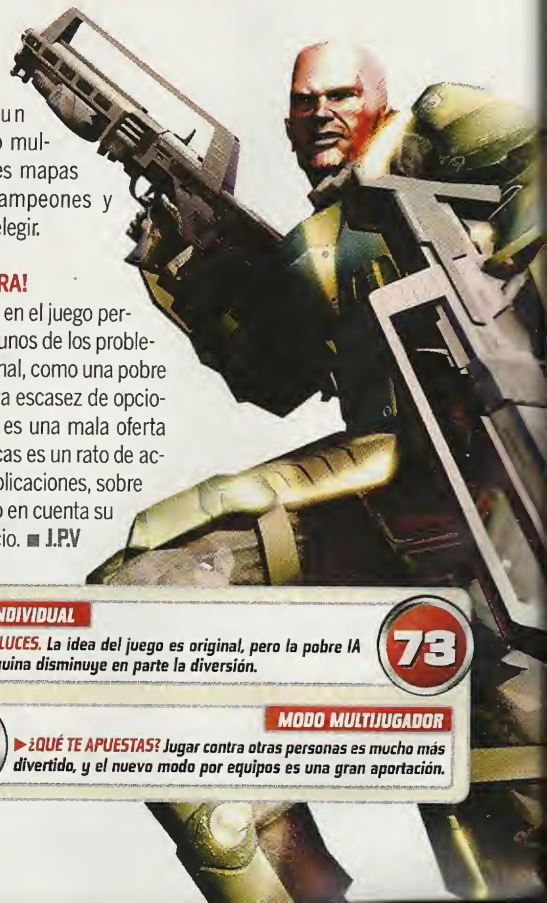 un
mul-
es mapas
ampeones y
elegir.
RA!
en el juego per-
unos de los proble-
nal, como una pobre
a escasez de opcio-
es una mala oferta
cas es un rato de ac-
plicaciones, sobre
o en cuenta su
cio. ■ J.P.V
NDIVIDUAL
LUCES. La idea del juego es original, pero la pobre IA
quina disminuye en parte la diversión.
73
MODO MULTIJUGADOR
▶¿QUÉ TE APUESTAS? Jugar contra otras personas es mucho más
divertido, y el nuevo modo por equipos es una gran aportación.